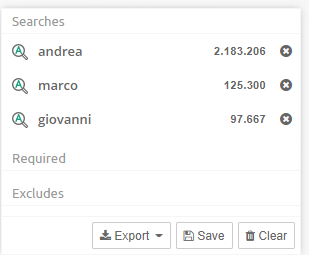 Searches
andrea 2.183.206
marco 125.300
giovanni 97.667
Required
Excludes
Export Save Clear